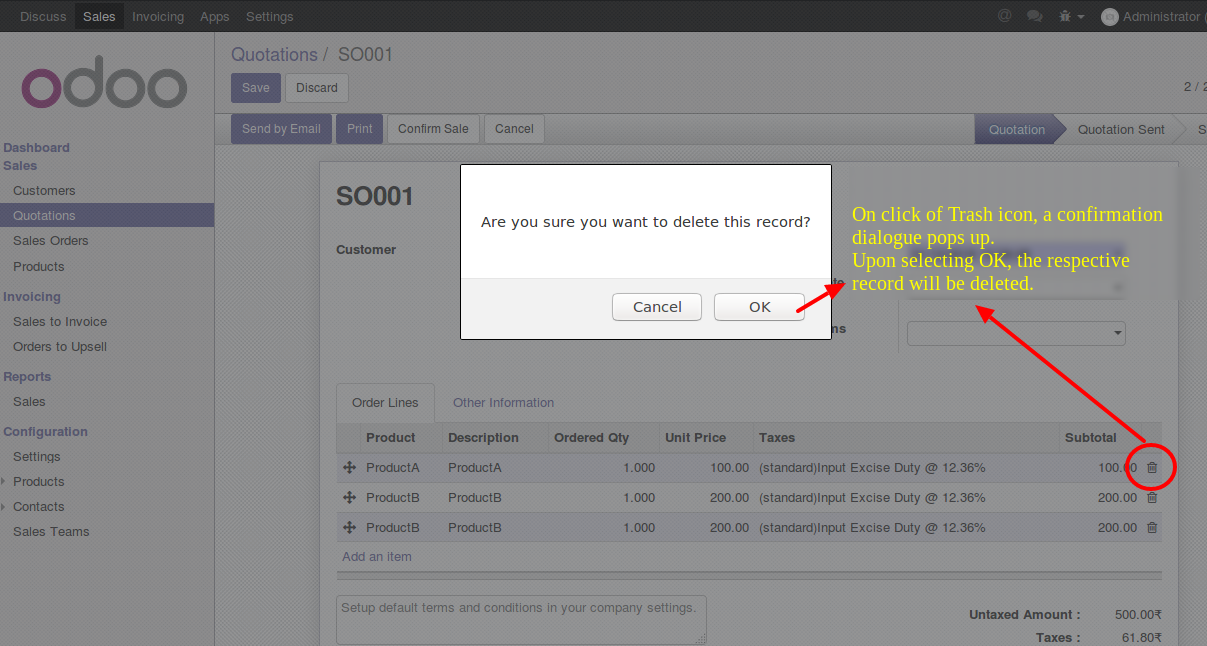 Discuss Sales Invoicing Apps Settings @ Administrator (
odoo
Quotations / SO001
Save Discard
2 / 2
Send by Email Print Confirm Sale Cancel
Quotation Quotation Sent S
Dashboard
Sales
Customers
Quotations
Sales Orders
Products
Invoicing
Sales to Invoice
Orders to Upsell
Reports
Sales
Configuration
Settings
Products
Contacts
Sales Teams
SO001
Customer
Are you sure you want to delete this record?
Cancel OK
On click of Trash icon, a confirmation
dialogue pops up.
Upon selecting OK, the respective
record will be deleted.
ms
Order Lines Other Information
Product Description Ordered Qty Unit Price Taxes Subtotal
ProductA ProductA 1.000 100.00 (standard)Input Excise Duty @ 12.36% 100.00
ProductB ProductB 1.000 200.00 (standard)Input Excise Duty @ 12.36% 200.00
ProductB ProductB 1.000 200.00 (standard)Input Excise Duty @ 12.36% 200.00
Add an item
Setup default terms and conditions in your company settings.
Untaxed Amount : 500.00₹
Taxes : 61.80₹